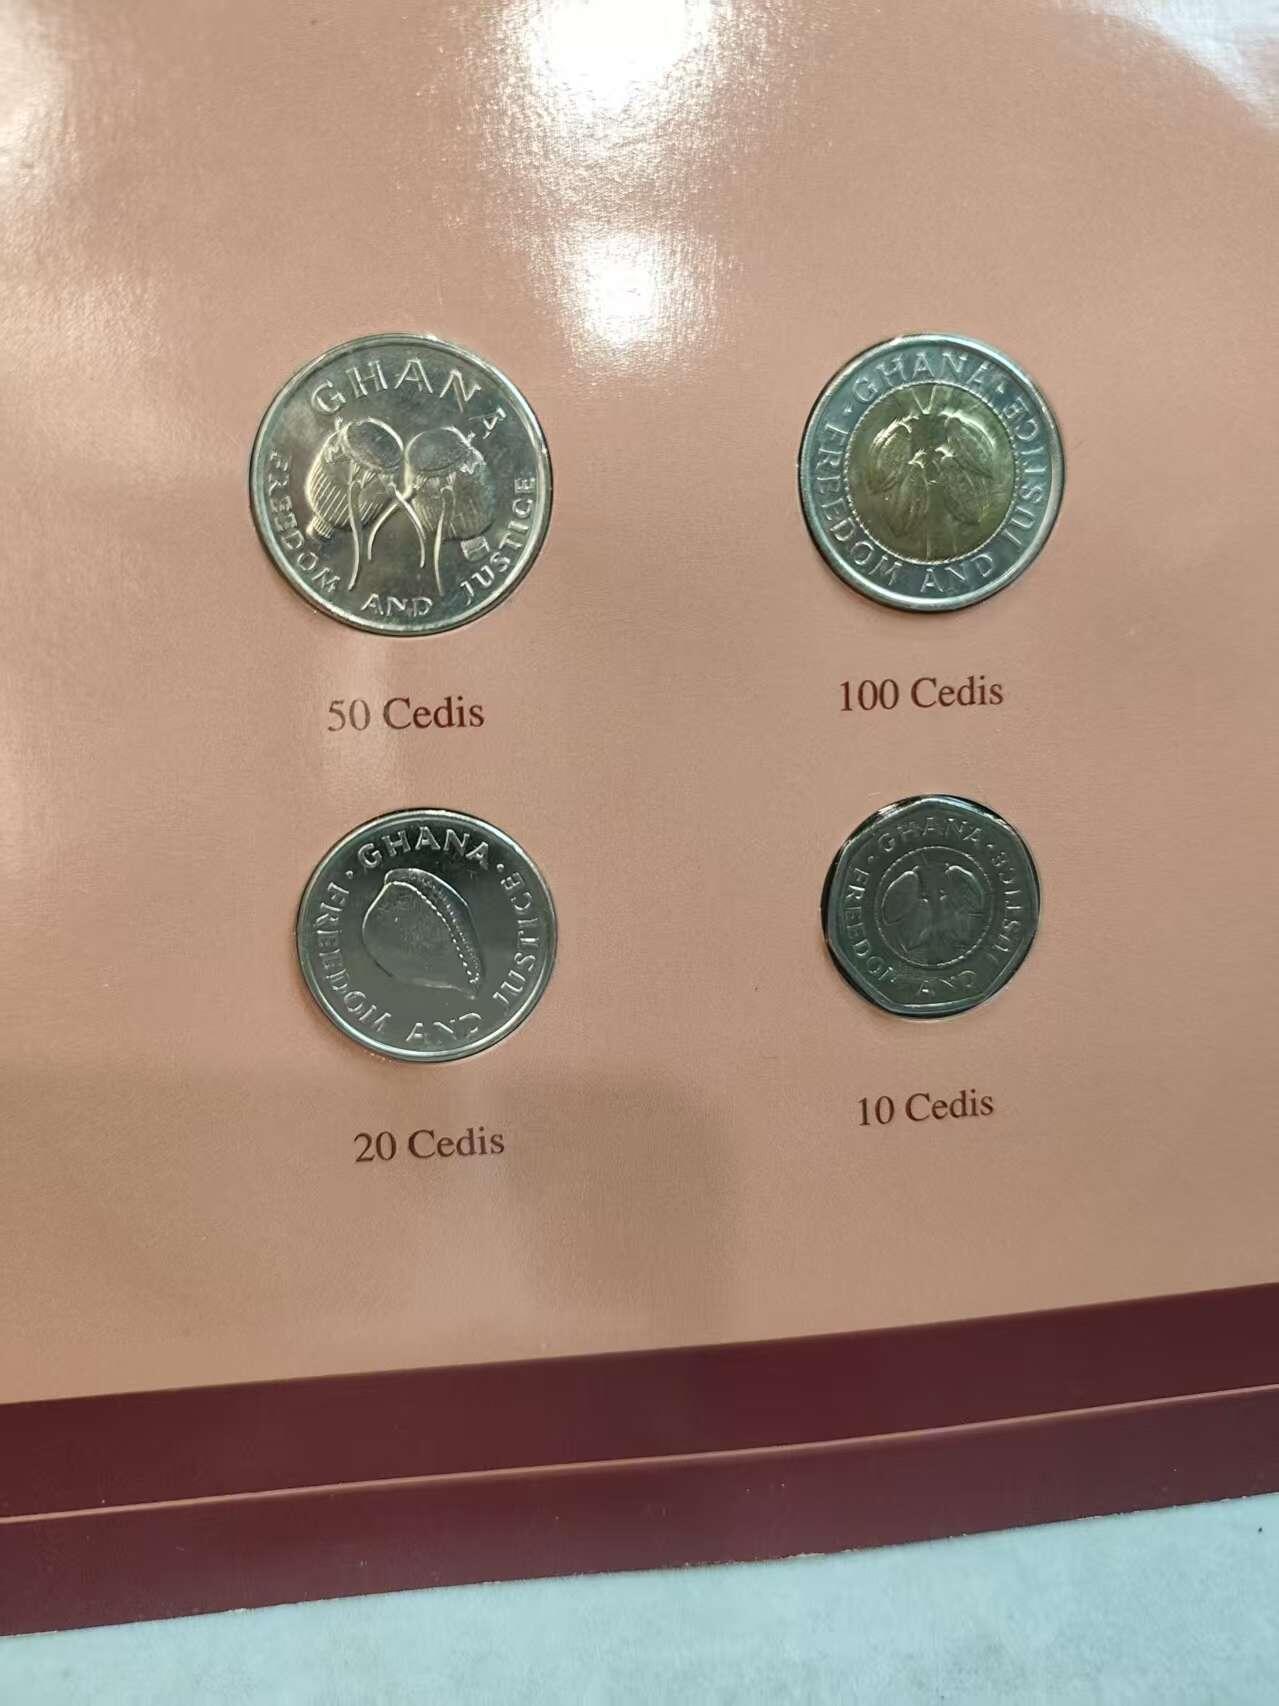 GHANA
FREEDOM AND JUSTICE
50 Cedis
· GHANA ·
FREEDOM AND JUSTICE
100 Cedis
· GHANA ·
FREEDOM AND JUSTICE
20 Cedis
· GHANA ·
FREEDOM AND JUSTICE
10 Cedis